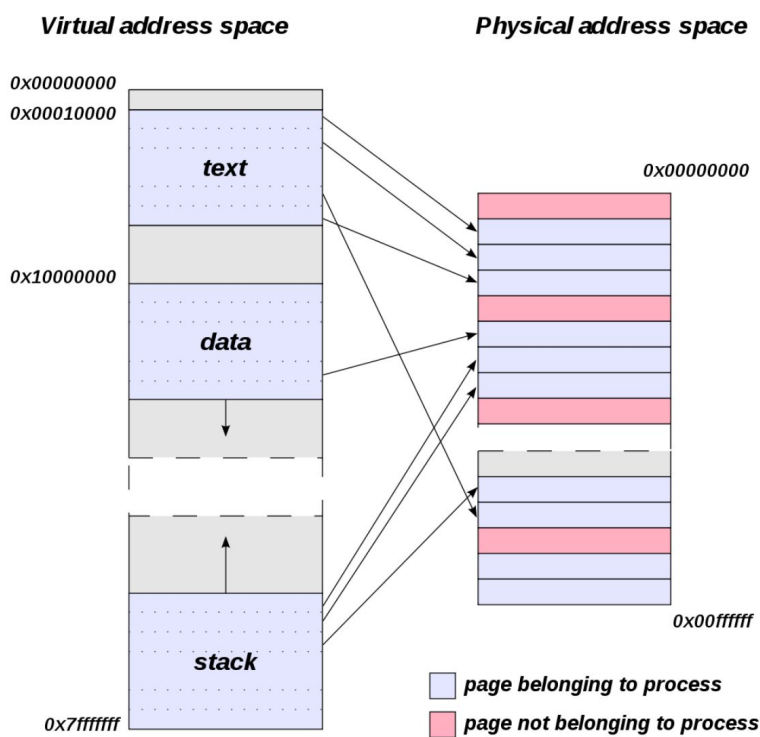 Virtual address space
Physical address space
0x00000000
0x00010000
text
0x00000000
0x10000000
data
stack
0x00ffffff
page belonging to process
page not belonging to process
0x7fffffff